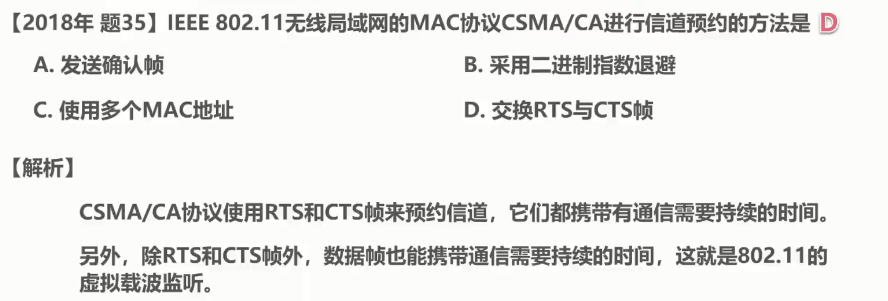 【2018年 题35】IEEE 802.11无线局域网的MAC协议CSMA/CA进行信道预约的方法是 D
A. 发送确认帧 B. 采用二进制指数退避
C. 使用多个MAC地址 D. 交换RTS与CTS帧
【解析】
CSMA/CA协议使用RTS和CTS帧来预约信道，它们都携带有通信需要持续的时间。
另外，除RTS和CTS帧外，数据帧也能携带通信需要持续的时间，这就是802.11的
虚拟载波监听。